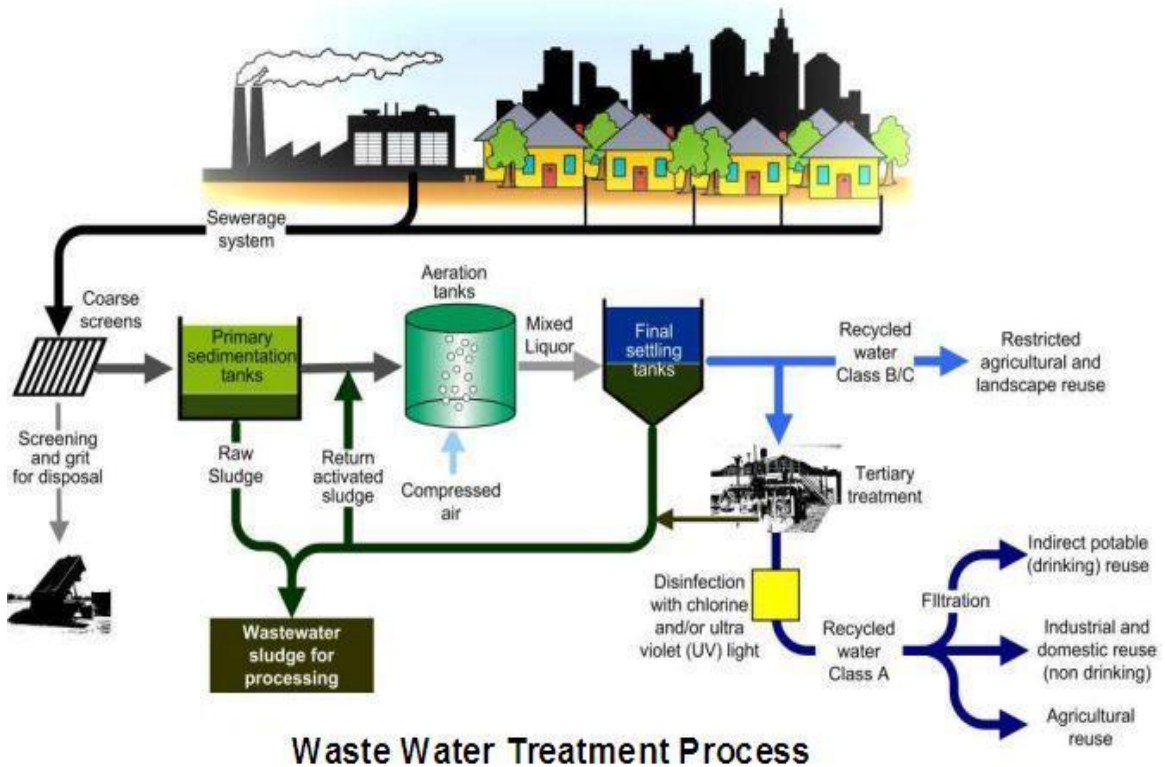 Sewerage
system
Coarse
screens
Primary
sedimentation
tanks
Aeration
tanks
Mixed
Liquor
Final
settling
tanks
Recycled
water
Class B/C
Restricted
agricultural and
landscape reuse
Screening
and grit
for disposal
Raw
Sludge
Return
activated
sludge
Compressed
air
Tertiary
treatment
Wastewater
sludge for
processing
Disinfection
with chlorine
and/or ultra
violet (UV) light
Recycled
water
Class A
FIltration
Indirect potable
(drinking) reuse
Industrial and
domestic reuse
(non drinking)
Agricultural
reuse
Waste Water Treatment Process